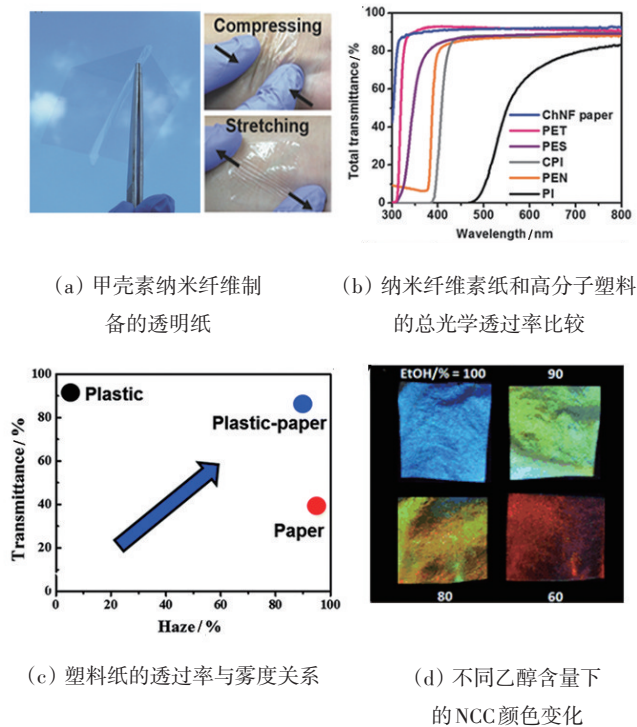 Compressing
Stretching
100
80
60
40
20
0
Total transmittance / %
ChNF paper
PET
PES
CPI
PEN
PI
300 400 500 600 700 800
Wavelength / nm
(a) 甲壳素纳米纤维制
备的透明纸
(b) 纳米纤维素纸和高分子塑料
的总光学透过率比较
100
80
60
40
20
0
Transmittance / %
Plastic
Plastic-paper
Paper
0 20 40 60 80 100
Haze / %
EtOH/% = 100
90
80
60
(c) 塑料纸的透过率与雾度关系
(d) 不同乙醇含量下
的NCC颜色变化